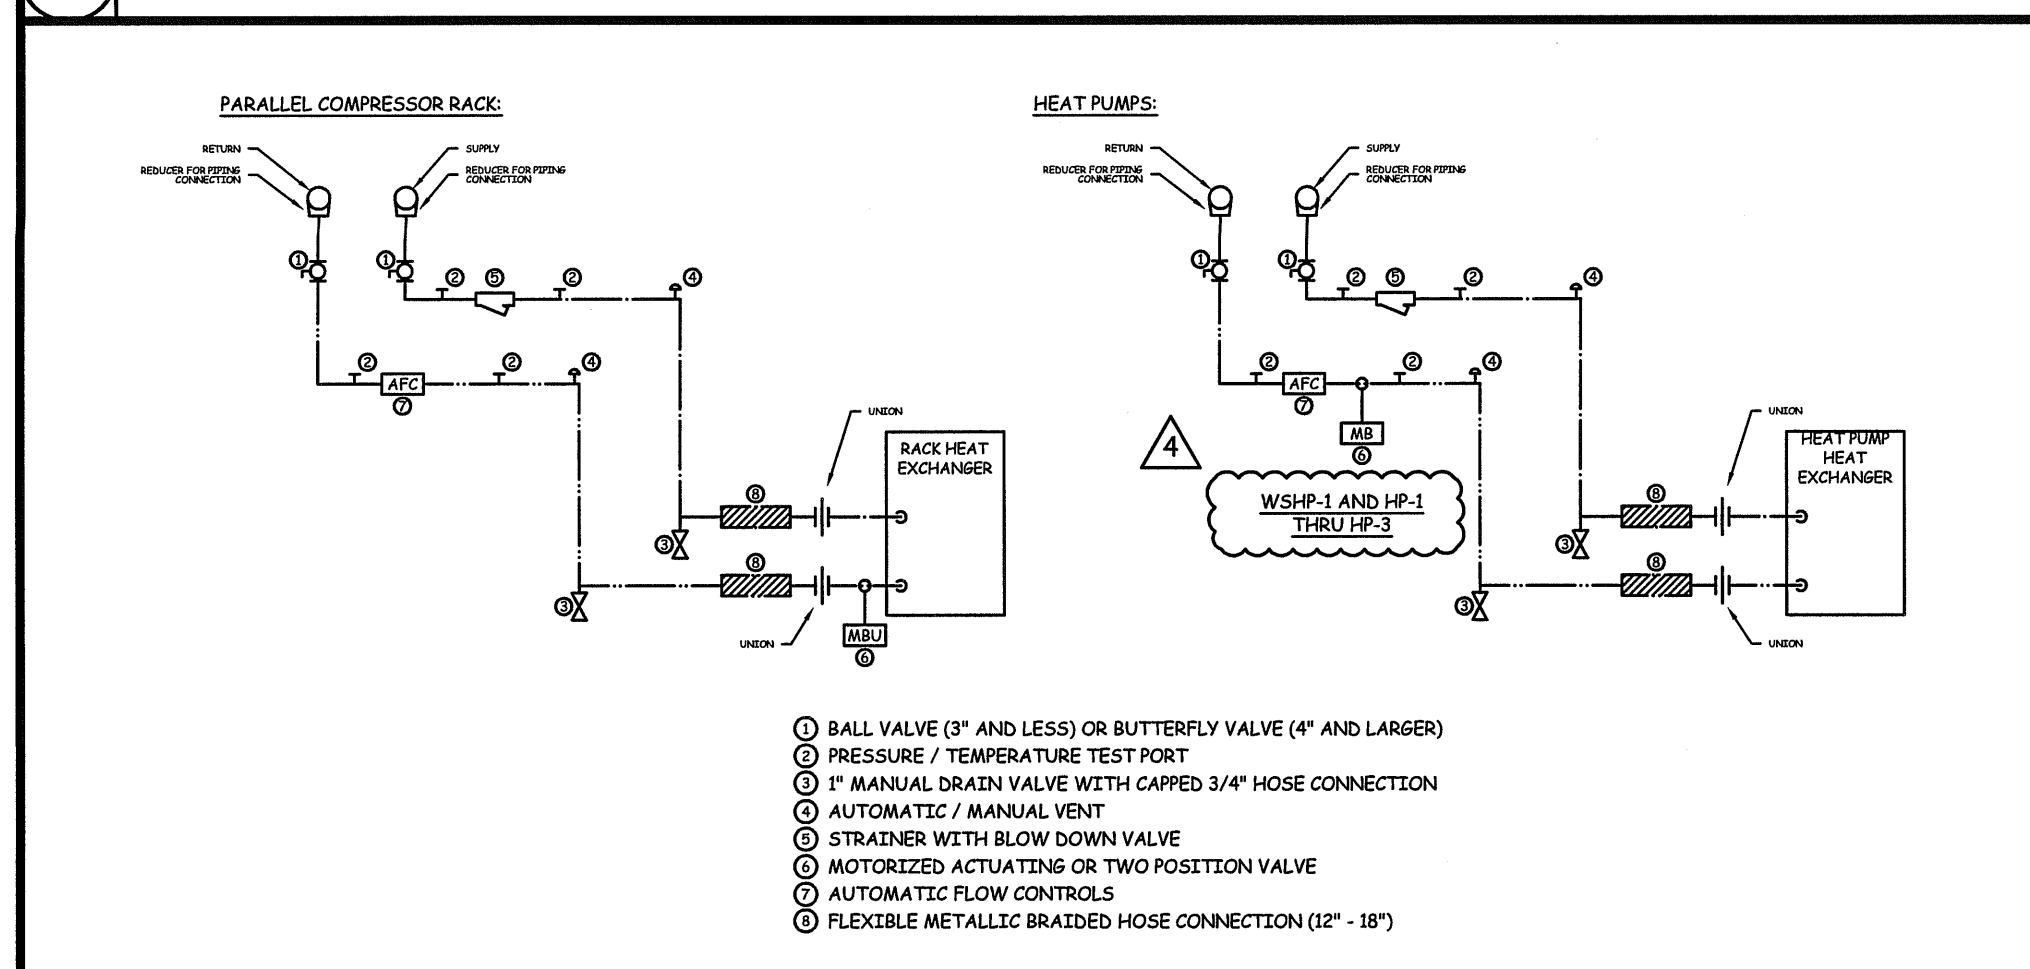 PARALLEL COMPRESSOR RACK:
RETURN
REDUCER FOR PIPING
CONNECTION
SUPPLY
REDUCER FOR PIPING
CONNECTION
1
1
2
5
2
4
2
AFC
7
2
4
UNION
RACK HEAT
EXCHANGER
8
3
8
3
UNION
MBU
6
HEAT PUMPS:
RETURN
REDUCER FOR PIPING
CONNECTION
SUPPLY
REDUCER FOR PIPING
CONNECTION
1
1
2
5
2
4
2
AFC
7
2
4
MB
6
4
WSHP-1 AND HP-1
THRU HP-3
UNION
HEAT PUMP
HEAT
EXCHANGER
8
3
8
3
UNION
1 BALL VALVE (3" AND LESS) OR BUTTERFLY VALVE (4" AND LARGER)
2 PRESSURE / TEMPERATURE TEST PORT
3 1" MANUAL DRAIN VALVE WITH CAPPED 3/4" HOSE CONNECTION
4 AUTOMATIC / MANUAL VENT
5 STRAINER WITH BLOW DOWN VALVE
6 MOTORIZED ACTUATING OR TWO POSITION VALVE
7 AUTOMATIC FLOW CONTROLS
8 FLEXIBLE METALLIC BRAIDED HOSE CONNECTION (12" - 18")